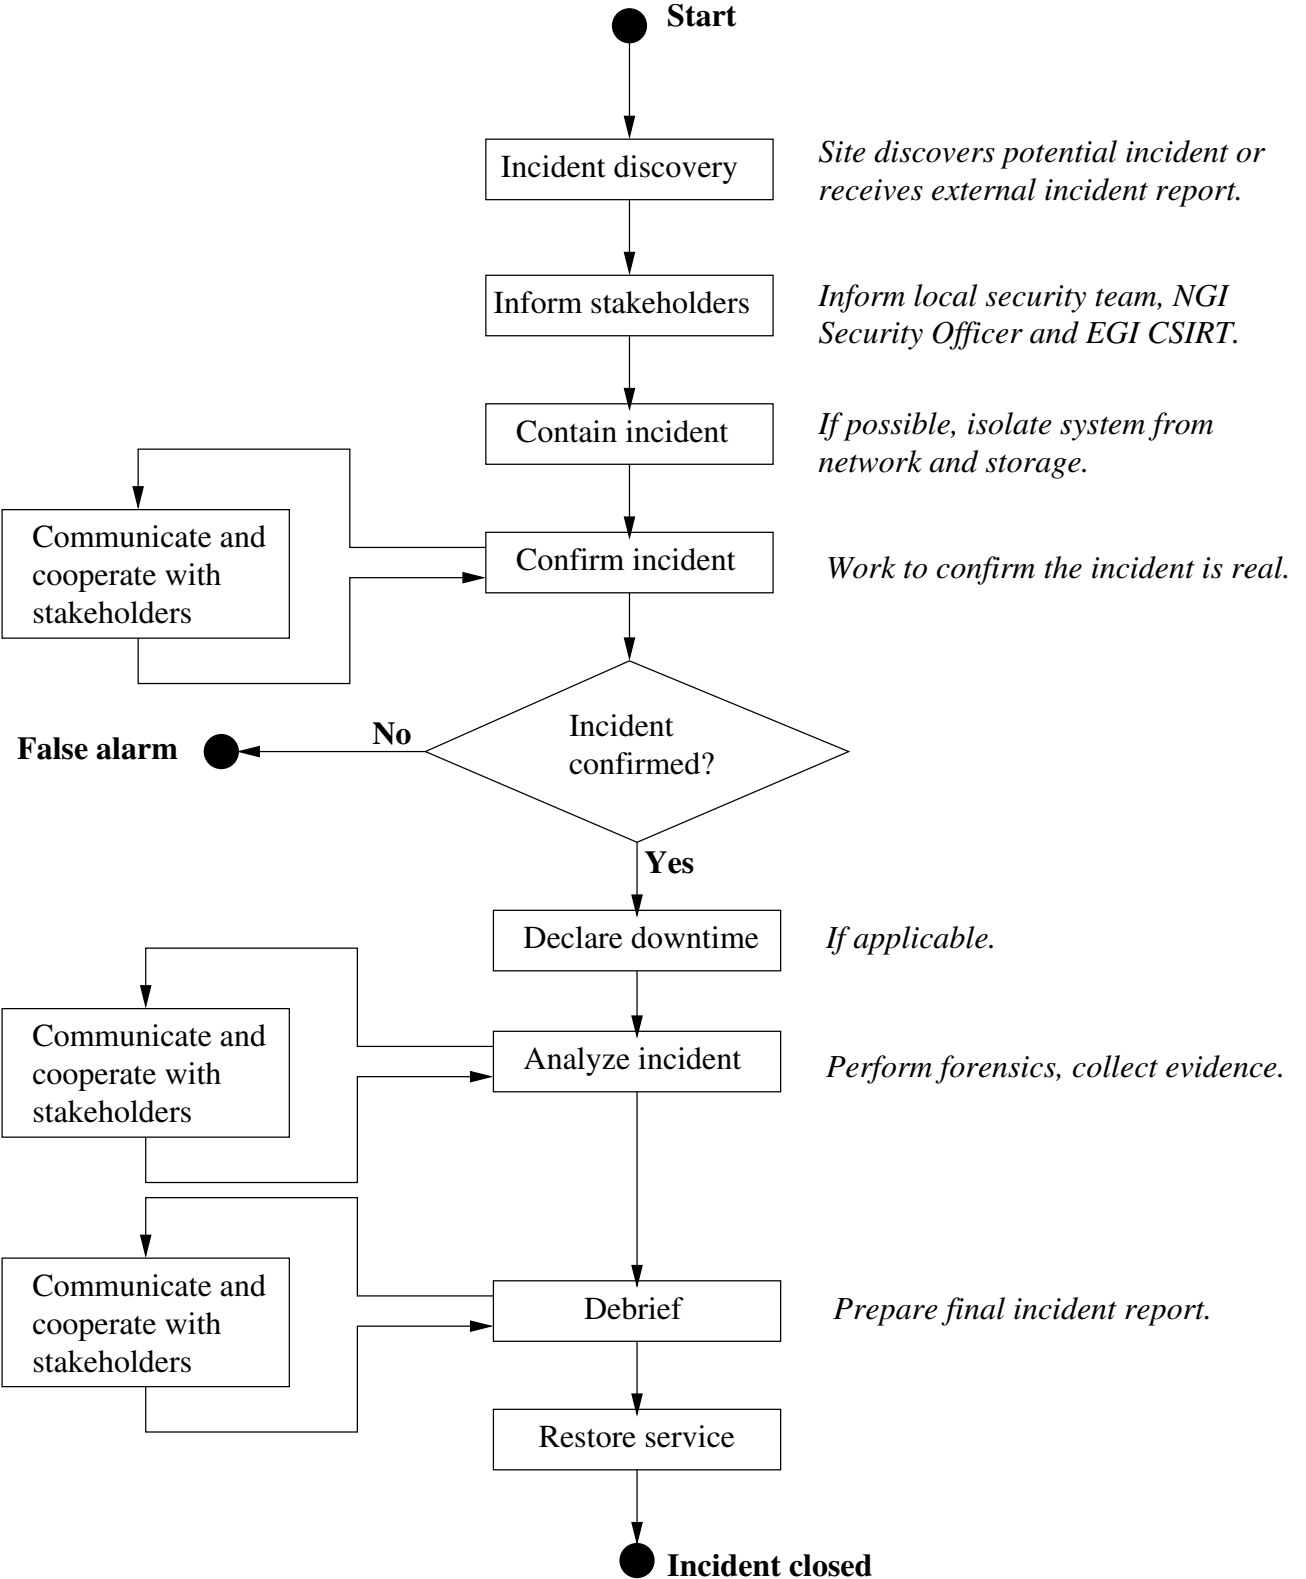 Start
Incident discovery
Site discovers potential incident or
receives external incident report.
Inform stakeholders
Inform local security team, NGI
Security Officer and EGI CSIRT.
Contain incident
If possible, isolate system from
network and storage.
Communicate and
cooperate with
stakeholders
Confirm incident
Work to confirm the incident is real.
Incident
confirmed?
No
False alarm
Yes
Declare downtime
If applicable.
Communicate and
cooperate with
stakeholders
Analyze incident
Perform forensics, collect evidence.
Communicate and
cooperate with
stakeholders
Debrief
Prepare final incident report.
Restore service
Incident closed